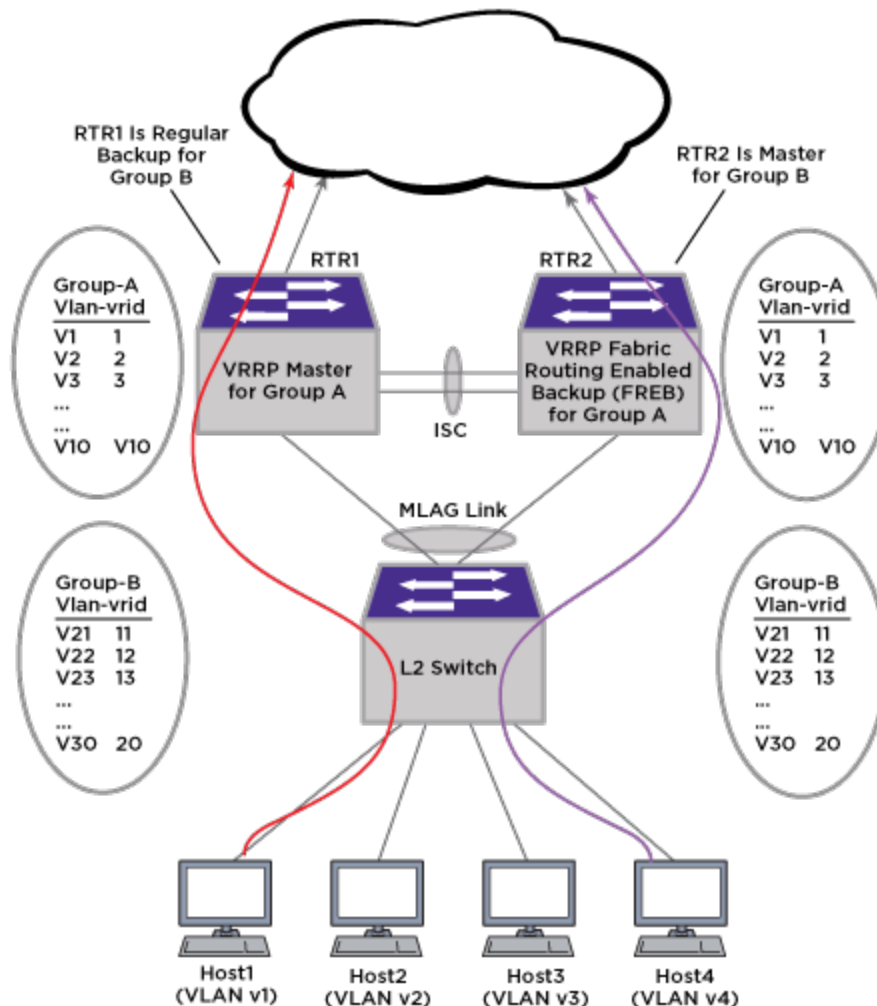 RTR1 Is Regular
Backup for
Group B
RTR2 Is Master
for Group B
RTR1
RTR2
Group-A
Vlan-vrid
V1 1
V2 2
V3 3
...
...
V10 V10
VRRP Master
for Group A
ISC
VRRP Fabric
Routing Enabled
Backup (FREB)
for Group A
Group-A
Vlan-vrid
V1 1
V2 2
V3 3
...
...
V10 V10
MLAG Link
Group-B
Vlan-vrid
V21 11
V22 12
V23 13
...
...
V30 20
L2 Switch
Group-B
Vlan-vrid
V21 11
V22 12
V23 13
...
...
V30 20
Host1
(VLAN v1)
Host2
(VLAN v2)
Host3
(VLAN v3)
Host4
(VLAN v4)